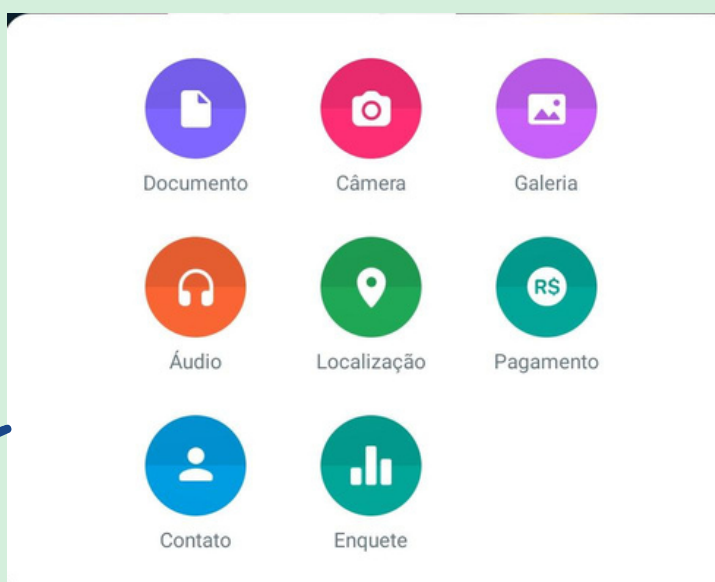 Documento Câmera Galeria
R$
Áudio Localização Pagamento
Contato Enquete